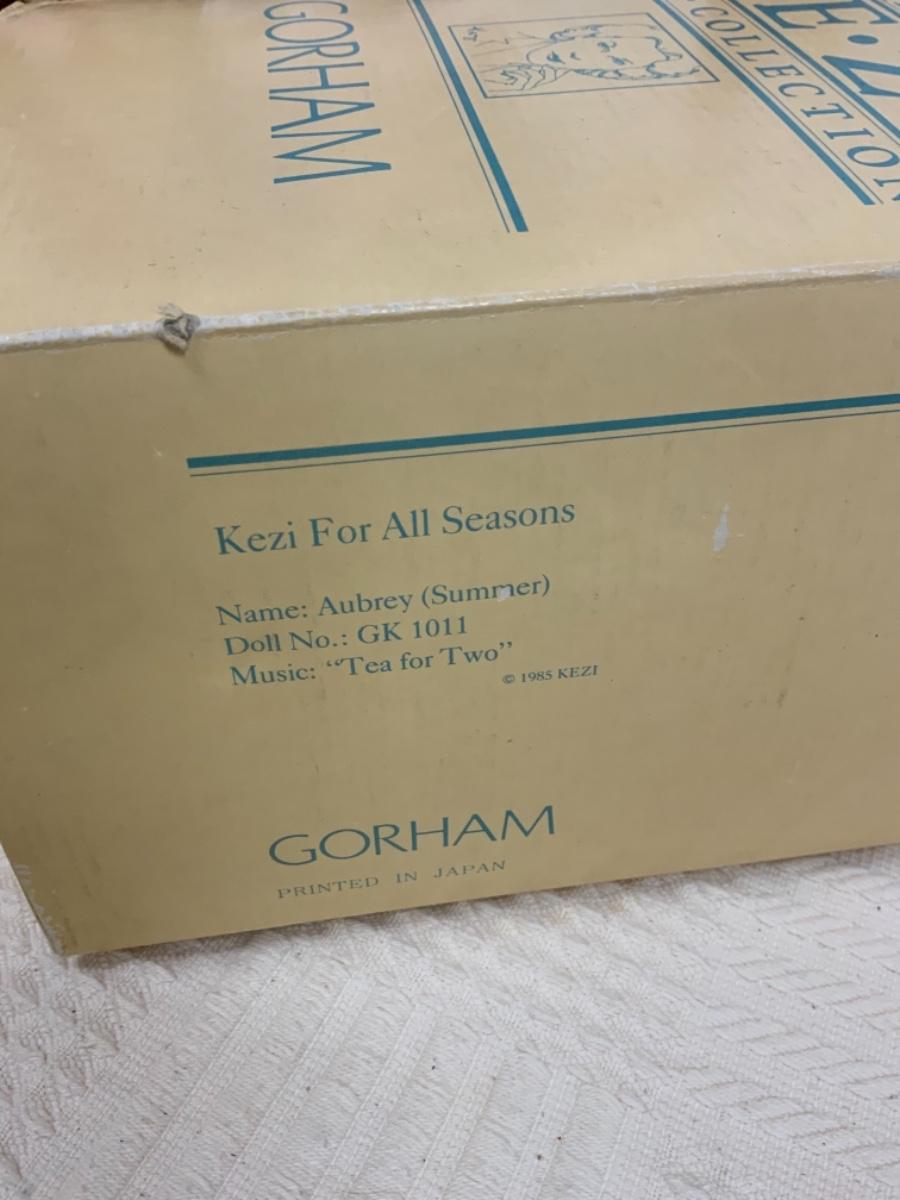 GORHAM
E·Z
COLLECTION
Kezi For All Seasons
Name: Aubrey (Summer)
Doll No.: GK 1011
Music: “Tea for Two”
© 1985 KEZI
GORHAM
PRINTED IN JAPAN